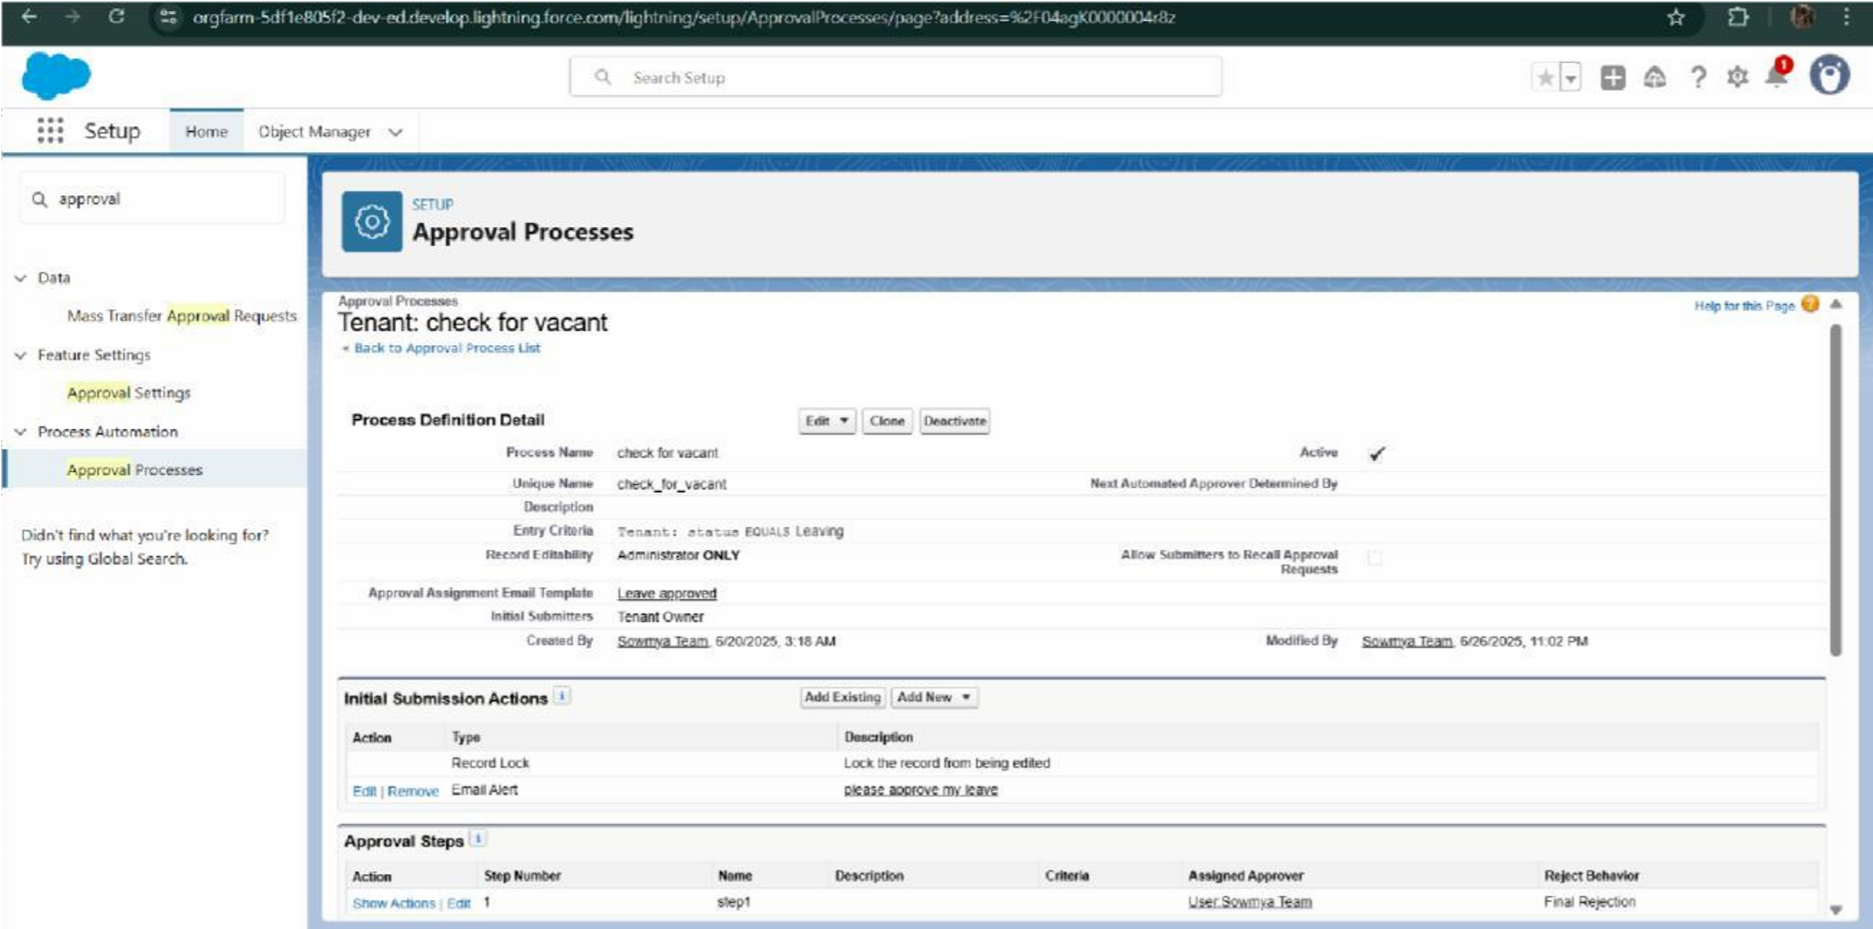 orgfarm-5df1e805f2-dev-ed.develop.lightning.force.com/lightning/setup/ApprovalProcesses/page?address=%2F04agK0000004r8z
Search Setup
1
Setup Home Object Manager
approval
Data
Mass Transfer Approval Requests
Feature Settings
Approval Settings
Process Automation
Approval Processes
Didn't find what you're looking for?
Try using Global Search.
SETUP
Approval Processes
Approval Processes
Tenant: check for vacant
« Back to Approval Process List
Help for this Page ?
Process Definition Detail Edit Clone Deactivate
Process Name check for vacant Active
Unique Name check_for_vacant Next Automated Approver Determined By
Description
Entry Criteria Tenant: status EQUALS Leaving
Record Editability Administrator ONLY Allow Submitters to Recall Approval
Requests
Approval Assignment Email Template Leave approved
Initial Submitters Tenant Owner
Created By Sowmya Team, 6/20/2025, 3:18 AM Modified By Sowmya Team, 6/26/2025, 11:02 PM
Initial Submission Actions i Add Existing Add New
Action Type Description
Record Lock Lock the record from being edited
Edit | Remove Email Alert please approve my leave
Approval Steps i
Action Step Number Name Description Criteria Assigned Approver Reject Behavior
Show Actions | Edit 1 step1 User:Sowmya Team Final Rejection